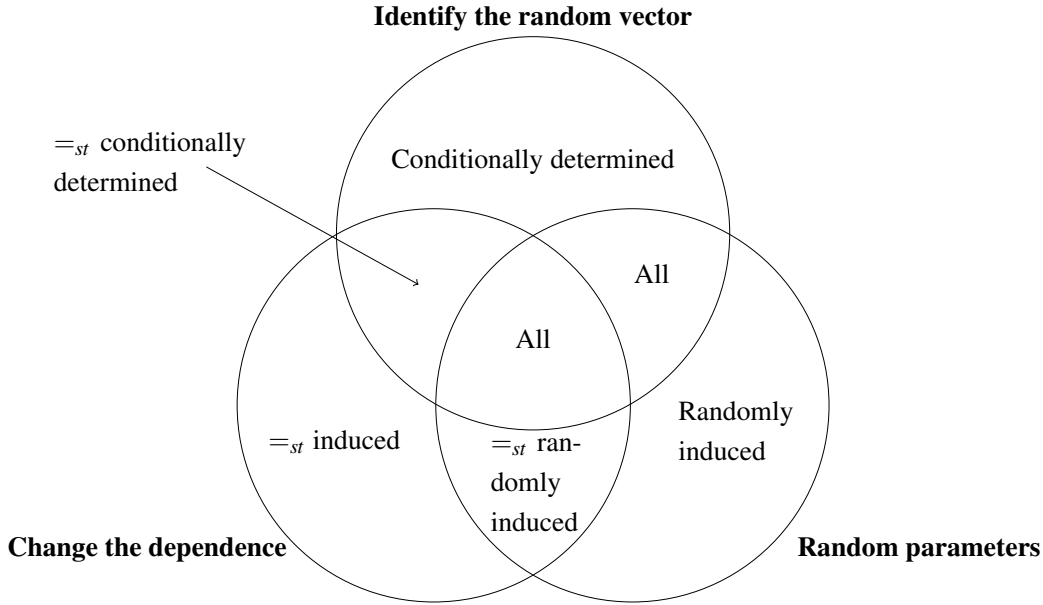 Identify the random vector
=st conditionally
determined
Conditionally determined
All
All
=st induced
=st ran-
domly
induced
Randomly
induced
Change the dependence
Random parameters